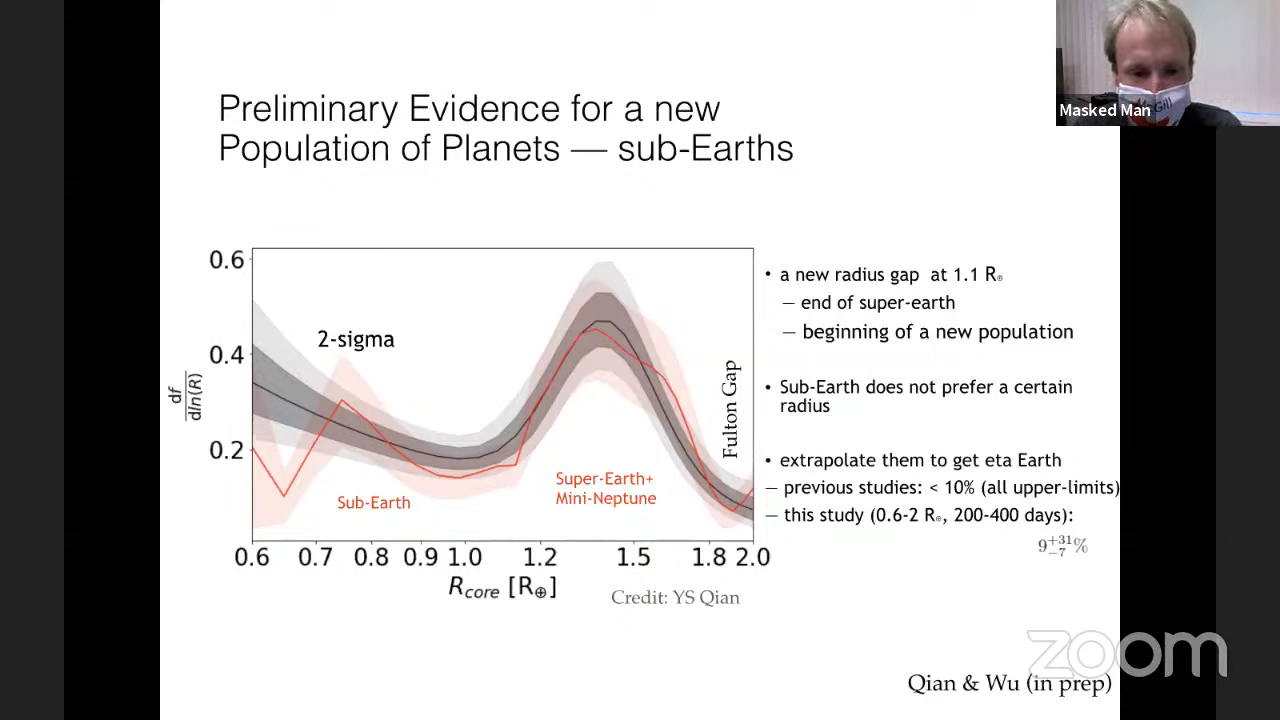 Masked Man
Gill
Preliminary Evidence for a new
Population of Planets — sub-Earths
0.6
0.4
0.2
df
dln(R)
2-sigma
Sub-Earth
Super-Earth+
Mini-Neptune
Fulton Gap
0.6 0.7 0.8 0.9 1.0 1.2 1.5 1.8 2.0
Rcore [R⊕]
Credit: YS Qian
• a new radius gap at 1.1 R⊕
— end of super-earth
— beginning of a new population
• Sub-Earth does not prefer a certain
radius
• extrapolate them to get eta Earth
— previous studies: < 10% (all upper-limits)
— this study (0.6-2 R⊕, 200-400 days):
9+31−7%
zoom
Qian & Wu (in prep)